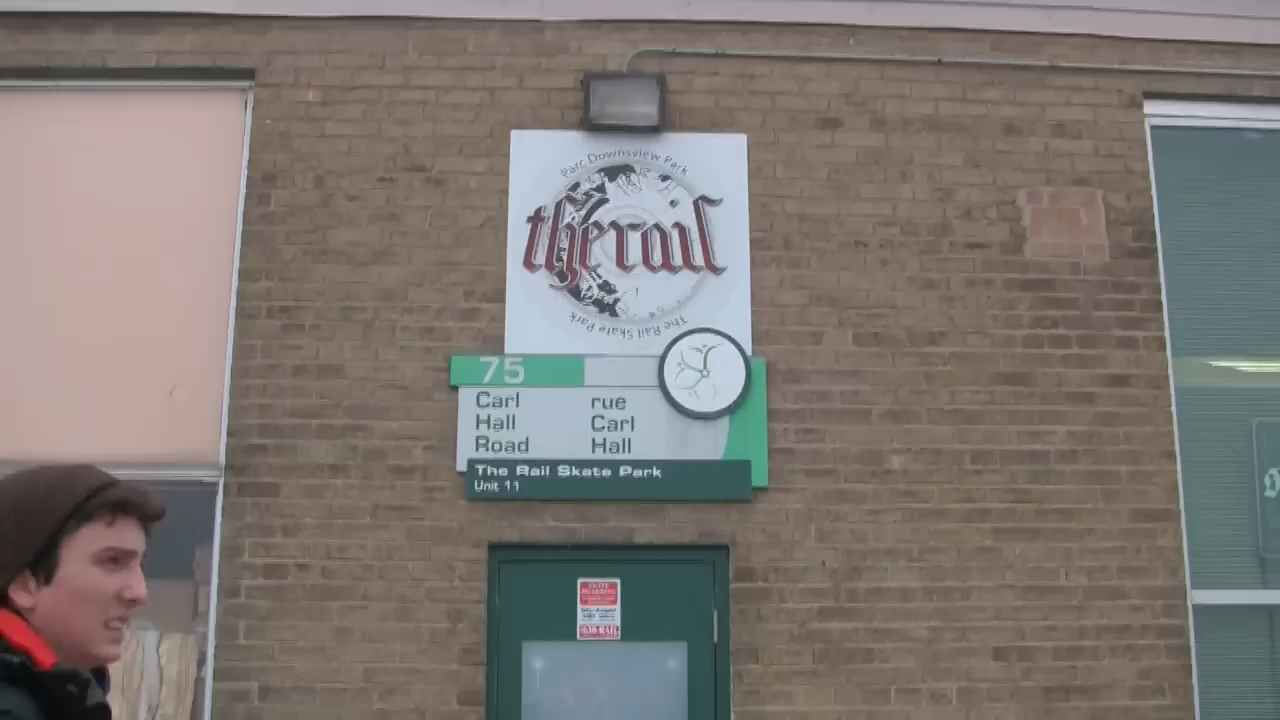 Parc Downsview Park
therail
The Rail Skate Park
75
Carl rue
Hall Carl
Road Hall
The Rail Skate Park
Unit 11